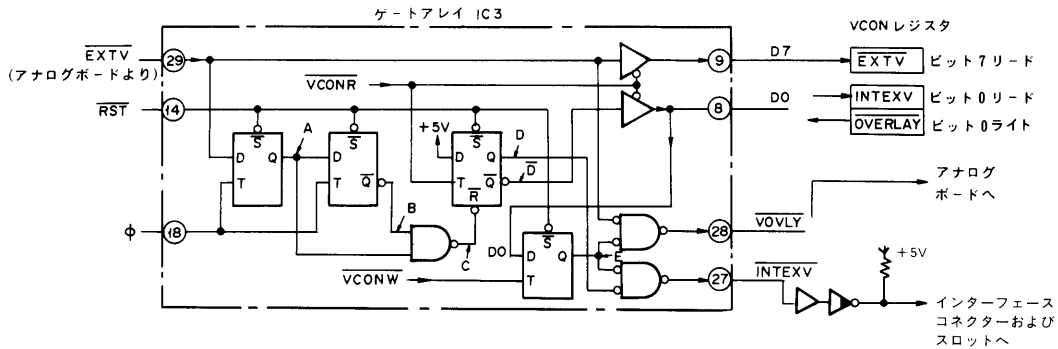 ゲートアレイ IC3
VCON レジスタ
EXTV
(アナログボードより)
29
9
D7
EXTV
ビット7リード
VCONR
RST
14
8
D0
INTEXV
ビット0リード
OVERLAY
ビット0ライト
+5V
A
S
S
S
D
D Q
D
D Q
D Q
T
T
Q
T
Q
R
アナログ
ボードへ
B
φ
18
C
D0
S
D Q
T
E
28
VOVLY
VCONW
27
INTEXV
+5V
インターフェース
コネクターおよび
スロットへ